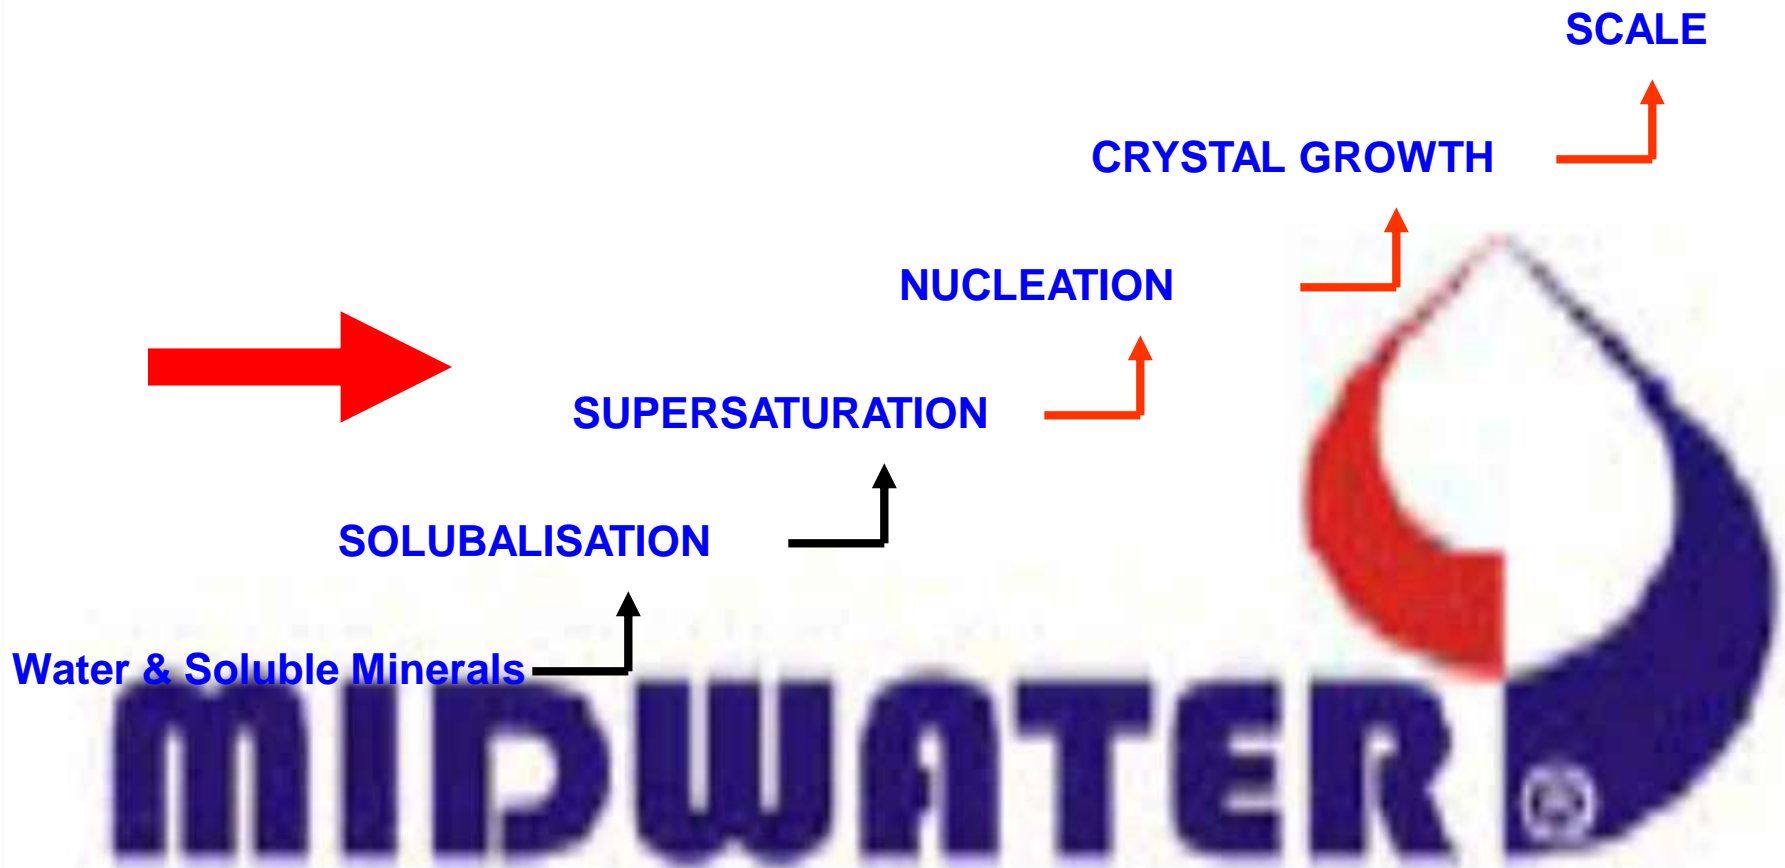 SCALE
CRYSTAL GROWTH
NUCLEATION
SUPERSATURATION
SOLUBALISATION
Water & Soluble Minerals
MIDWATER
®